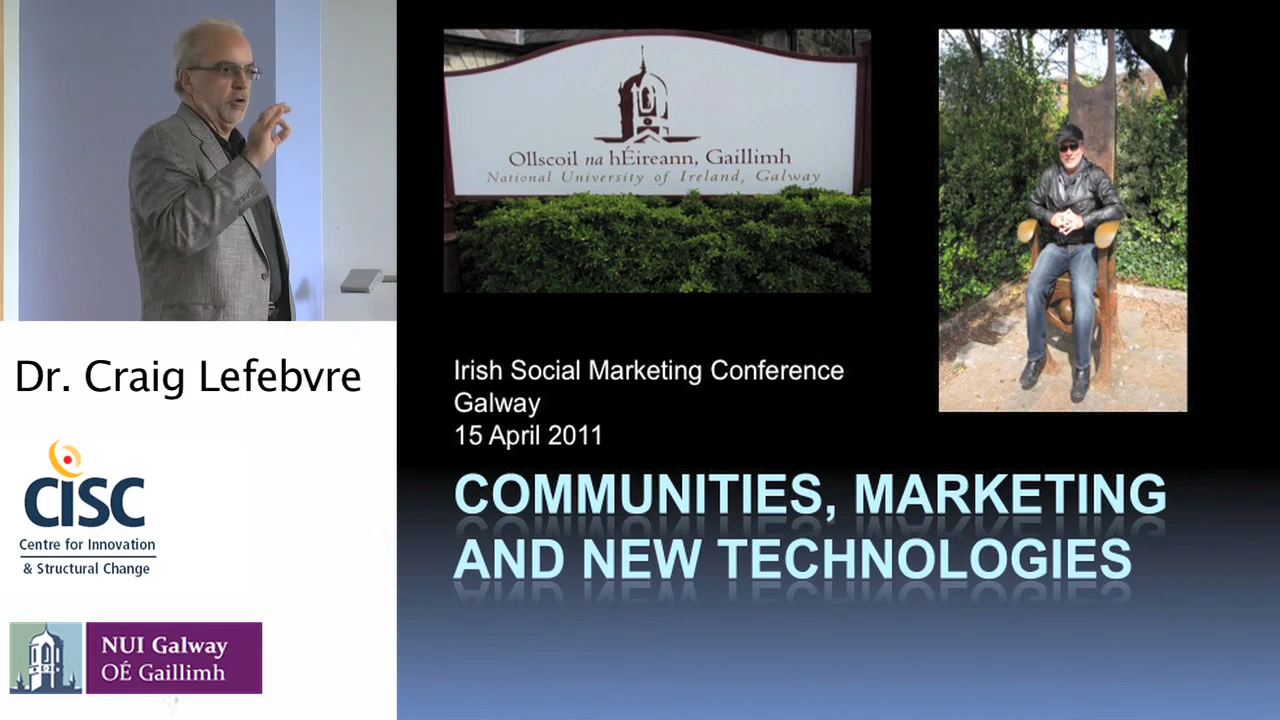 Dr. Craig Lefebvre
CISC
Centre for Innovation
& Structural Change
NUI Galway
OÉ Gaillimh
Ollscoil na hÉireann, Gaillimh
National University of Ireland, Galway
Irish Social Marketing Conference
Galway
15 April 2011
COMMUNITIES, MARKETING
AND NEW TECHNOLOGIES